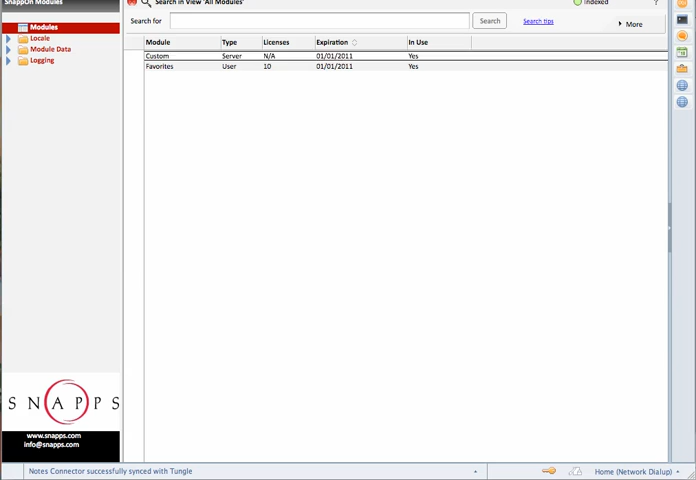 SnappOn Modules
Search in View 'All Modules'
Indexed
?
Search for
Search
Search tips
More
Modules
Locale
Module Data
Logging
Module Type Licenses Expiration In Use
Custom Server N/A 01/01/2011 Yes
Favorites User 10 01/01/2011 Yes
SNAPPS
www.snapps.com
info@snapps.com
Notes Connector successfully synced with Tungle
Home (Network Dialup)